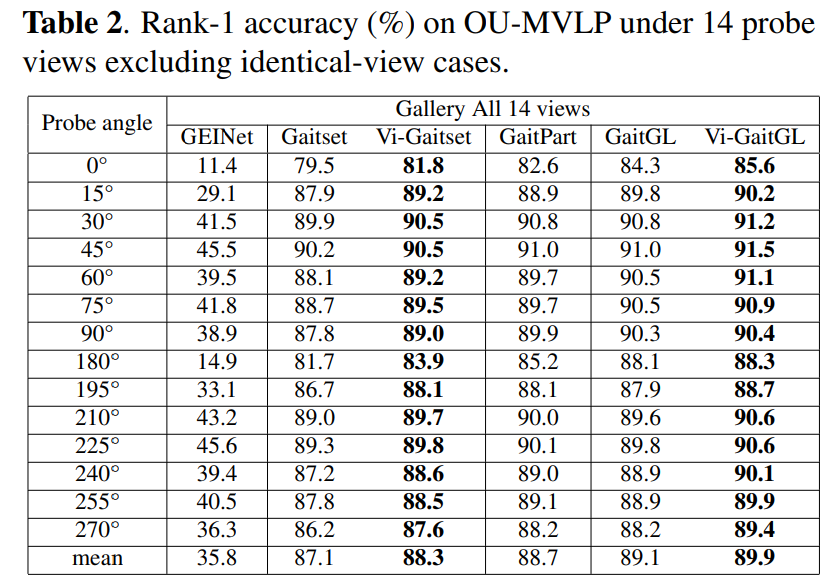 Table 2. Rank-1 accuracy (%) on OU-MVLP under 14 probe
views excluding identical-view cases.
Probe angle Gallery All 14 views
GEINet Gaitset Vi-Gaitset GaitPart GaitGL Vi-GaitGL
0° 11.4 79.5 81.8 82.6 84.3 85.6
15° 29.1 87.9 89.2 88.9 89.8 90.2
30° 41.5 89.9 90.5 90.8 90.8 91.2
45° 45.5 90.2 90.5 91.0 91.0 91.5
60° 39.5 88.1 89.2 89.7 90.5 91.1
75° 41.8 88.7 89.5 89.7 90.5 90.9
90° 38.9 87.8 89.0 89.9 90.3 90.4
180° 14.9 81.7 83.9 85.2 88.1 88.3
195° 33.1 86.7 88.1 88.1 87.9 88.7
210° 43.2 89.0 89.7 90.0 89.6 90.6
225° 45.6 89.3 89.8 90.1 89.8 90.6
240° 39.4 87.2 88.6 89.0 88.9 90.1
255° 40.5 87.8 88.5 89.1 88.9 89.9
270° 36.3 86.2 87.6 88.2 88.2 89.4
mean 35.8 87.1 88.3 88.7 89.1 89.9